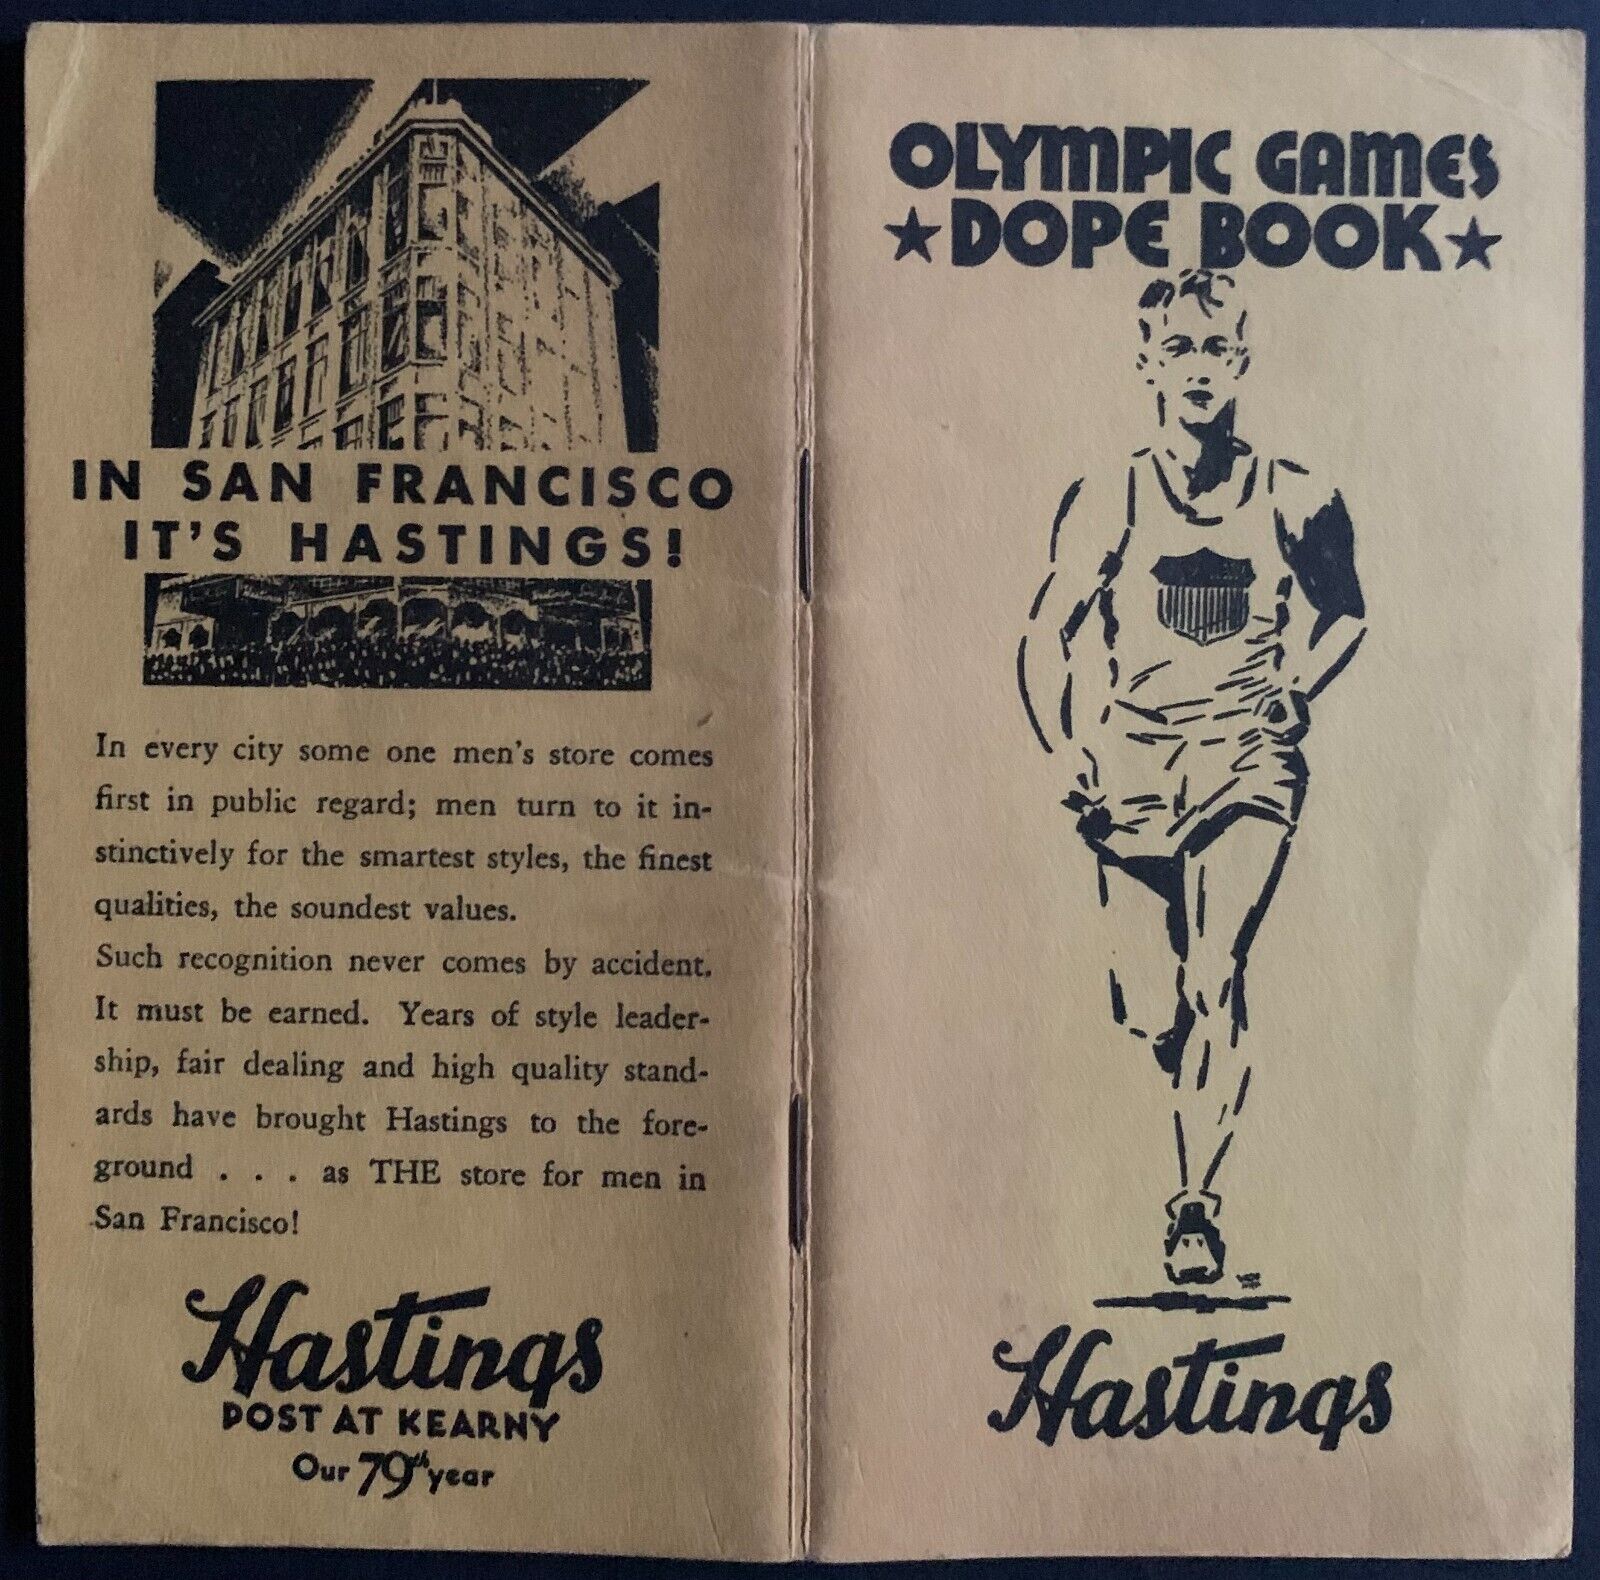 IN SAN FRANCISCO
IT'S HASTINGS!
In every city some one men's store comes
first in public regard; men turn to it in-
stinctively for the smartest styles, the finest
qualities, the soundest values.
Such recognition never comes by accident.
It must be earned. Years of style leader-
ship, fair dealing and high quality stand-
ards have brought Hastings to the fore-
ground . . . as THE store for men in
San Francisco!
Hastings
POST AT KEARNY
Our 79th year
OLYMPIC GAMES
★DOPE BOOK★
Hastings